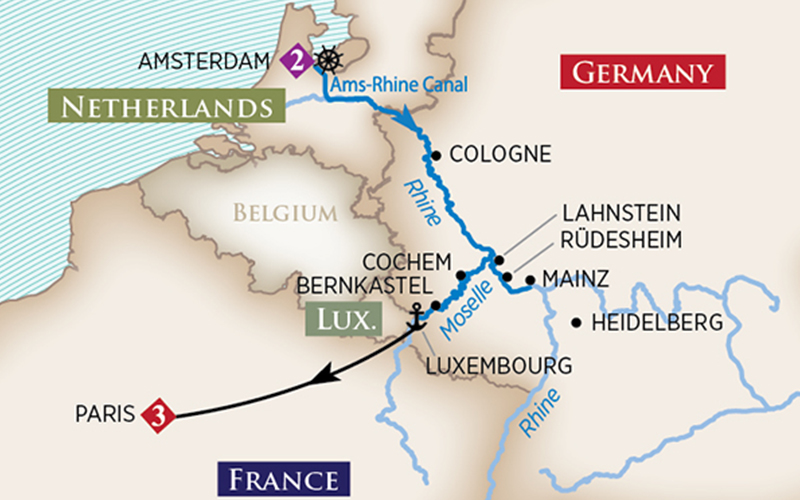 AMSTERDAM 2
Ams-Rhine Canal
GERMANY
NETHERLANDS
COLOGNE
Rhine
BELGIUM
LAHNSTEIN
RÜDESHEIM
COCHEM
MAINZ
BERNKASTEL
Moselle
LUX.
HEIDELBERG
LUXEMBOURG
PARIS 3
Rhine
FRANCE